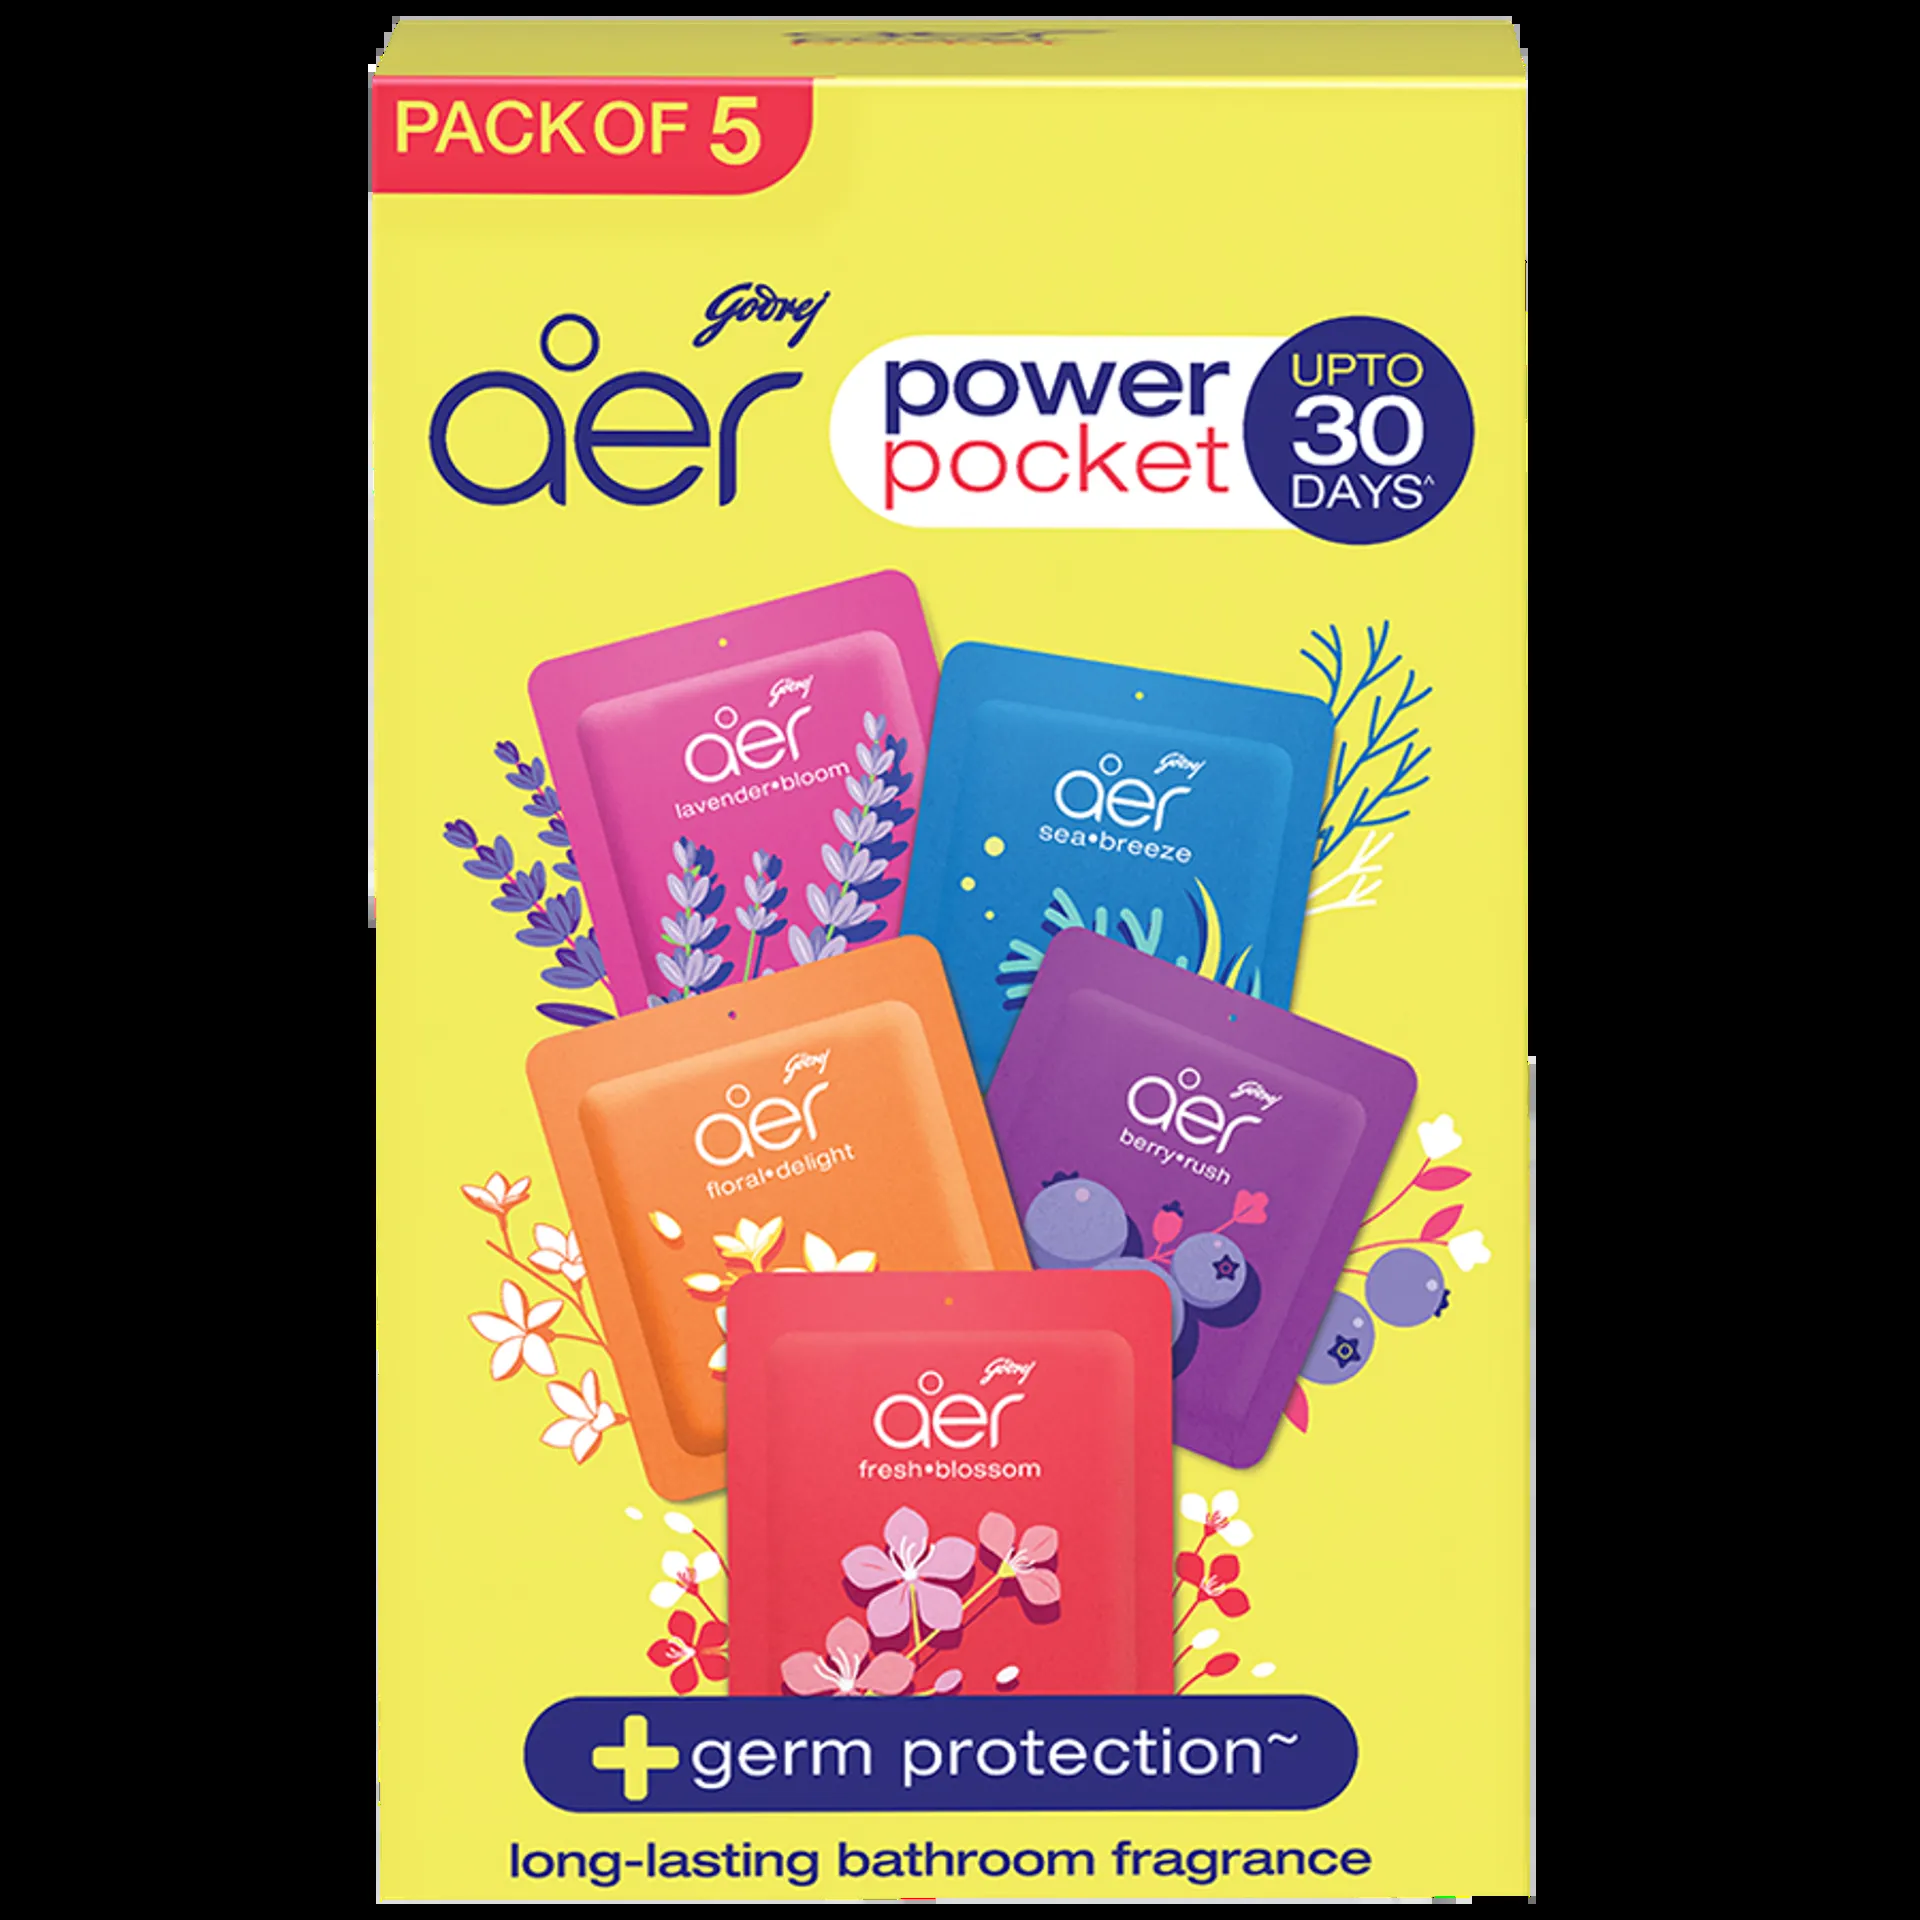 PACK OF 5
Godrej
aer
power
pocket
UPTO
30
DAYS^
Godrej
aer
lavender•bloom
Godrej
aer
sea•breeze
Godrej
aer
floral•delight
Godrej
aer
berry•rush
Godrej
aer
fresh•blossom
+germ protection~
long-lasting bathroom fragrance